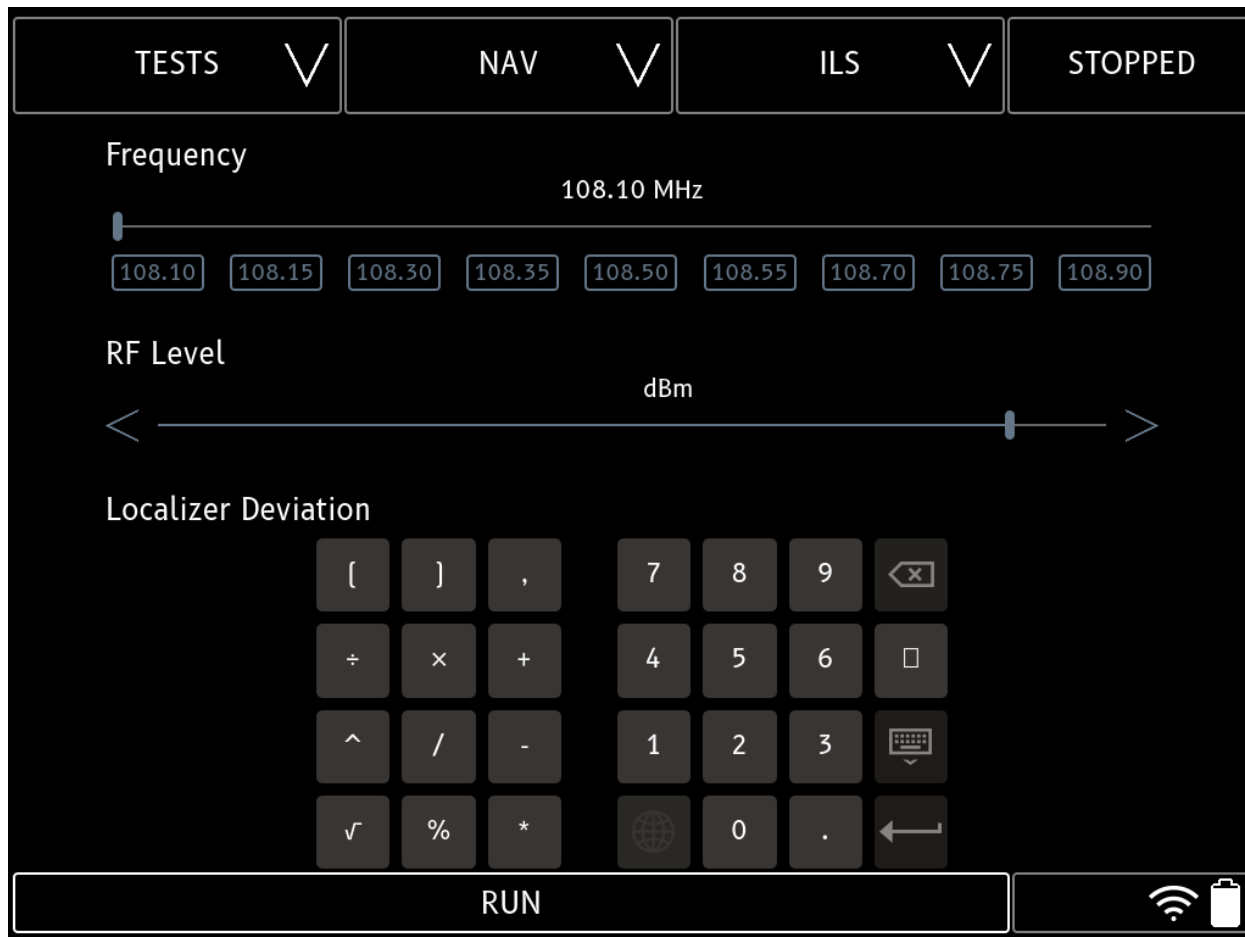 TESTS NAV ILS STOPPED
Frequency
108.10 MHz
108.10 108.15 108.30 108.35 108.50 108.55 108.70 108.75 108.90
RF Level
dBm
Localizer Deviation
( ) , 7 8 9
÷ × + 4 5 6
^ / - 1 2 3
√ % * 0 .
RUN